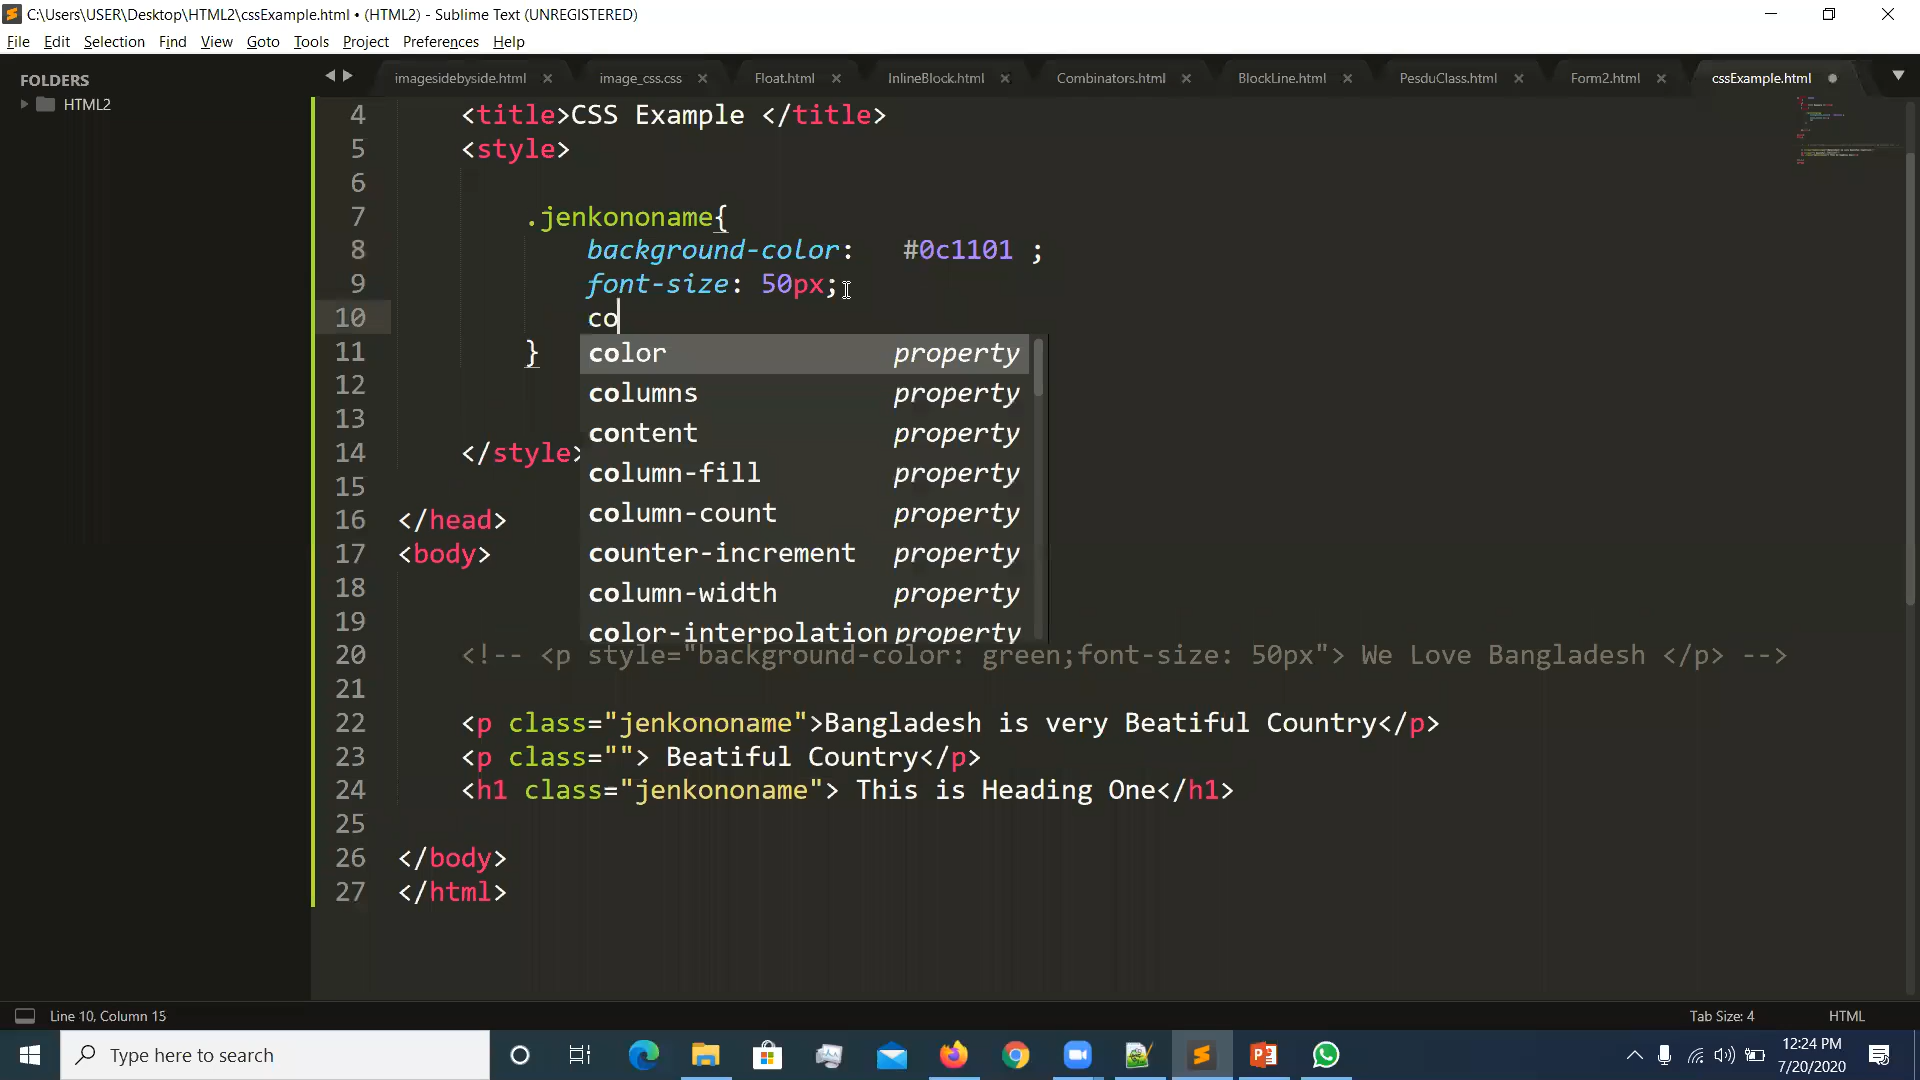 C:\Users\USER\Desktop\HTML2\cssExample.html • (HTML2) - Sublime Text (UNREGISTERED)
File Edit Selection Find View Goto Tools Project Preferences Help
FOLDERS
HTML2
imagesidebyside.html image_css.css Float.html InlineBlock.html Combinators.html BlockLine.html PesduClass.html Form2.html cssExample.html
4 <title>CSS Example </title>
5 <style>
6
7 .jenkononame{
8 background-color: #0c1101 ;
9 font-size: 50px;
10 co
11 }
12
13
14 </style>
15
16 </head>
17 <body>
18
19
20 <!-- <p style="background-color: green;font-size: 50px"> We Love Bangladesh </p> -->
21
22 <p class="jenkononame">Bangladesh is very Beatiful Country</p>
23 <p class=""> Beatiful Country</p>
24 <h1 class="jenkononame"> This is Heading One</h1>
25
26 </body>
27 </html>
color property
columns property
content property
column-fill property
column-count property
counter-increment property
column-width property
color-interpolation property
Line 10, Column 15
Tab Size: 4
HTML
Type here to search
12:24 PM
7/20/2020